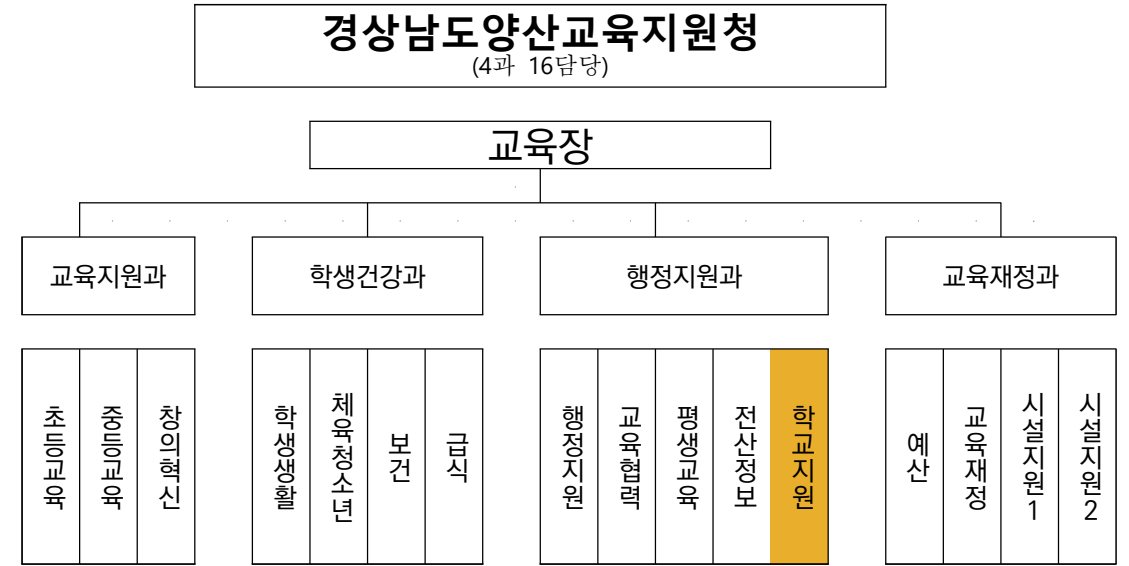 경상남도양산교육지원청
(4과 16담당)
교육장
교육지원과
학생건강과
행정지원과
교육재정과
초등교육
중등교육
창의혁신
학생생활
체육청소년
보건
급식
행정지원
교육협력
평생교육
전산정보
학교지원
예산
교육재정
시설지원1
시설지원2